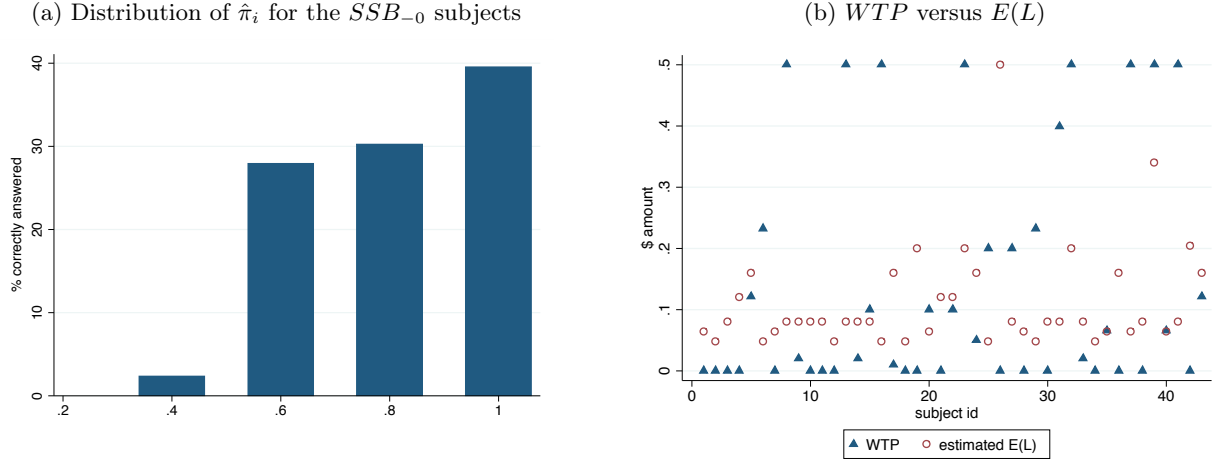 (a) Distribution of π̂ᵢ for the SSB₋₀ subjects
% correctly answered
40
30
20
10
0
.2 .4 .6 .8 1
(b) WTP versus E(L)
$ amount
.5
.4
.3
.2
.1
0
0 10 20 30 40
subject id
WTP estimated E(L)